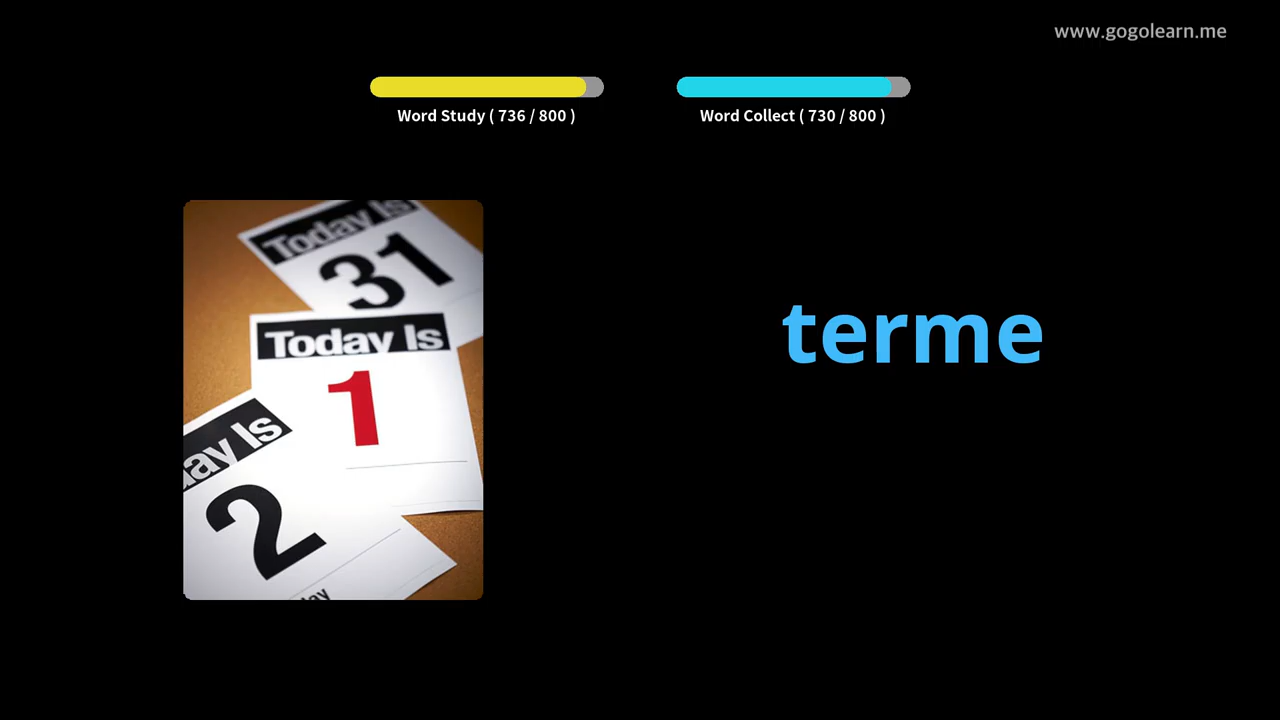 www.gogolearn.me
Word Study ( 736 / 800 )
Word Collect ( 730 / 800 )
Today Is
31
Today Is
1
terme
ay Is
2